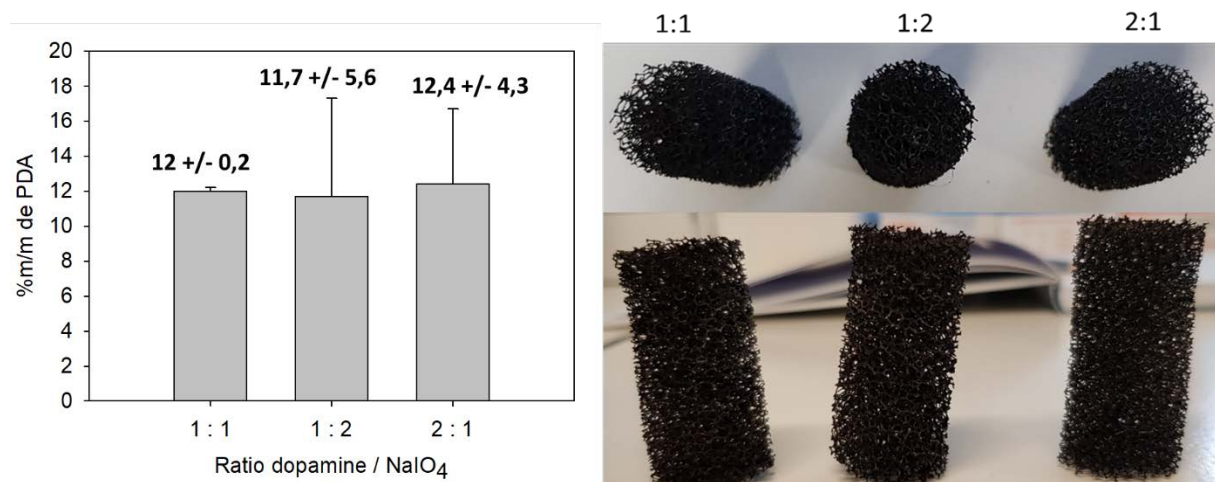 20
18
16
14
12
10
8
6
4
2
0
%m/m de PDA
12 +/- 0,2
11,7 +/- 5,6
12,4 +/- 4,3
1 : 1
1 : 2
2 : 1
Ratio dopamine / NaIO₄
1:1
1:2
2:1